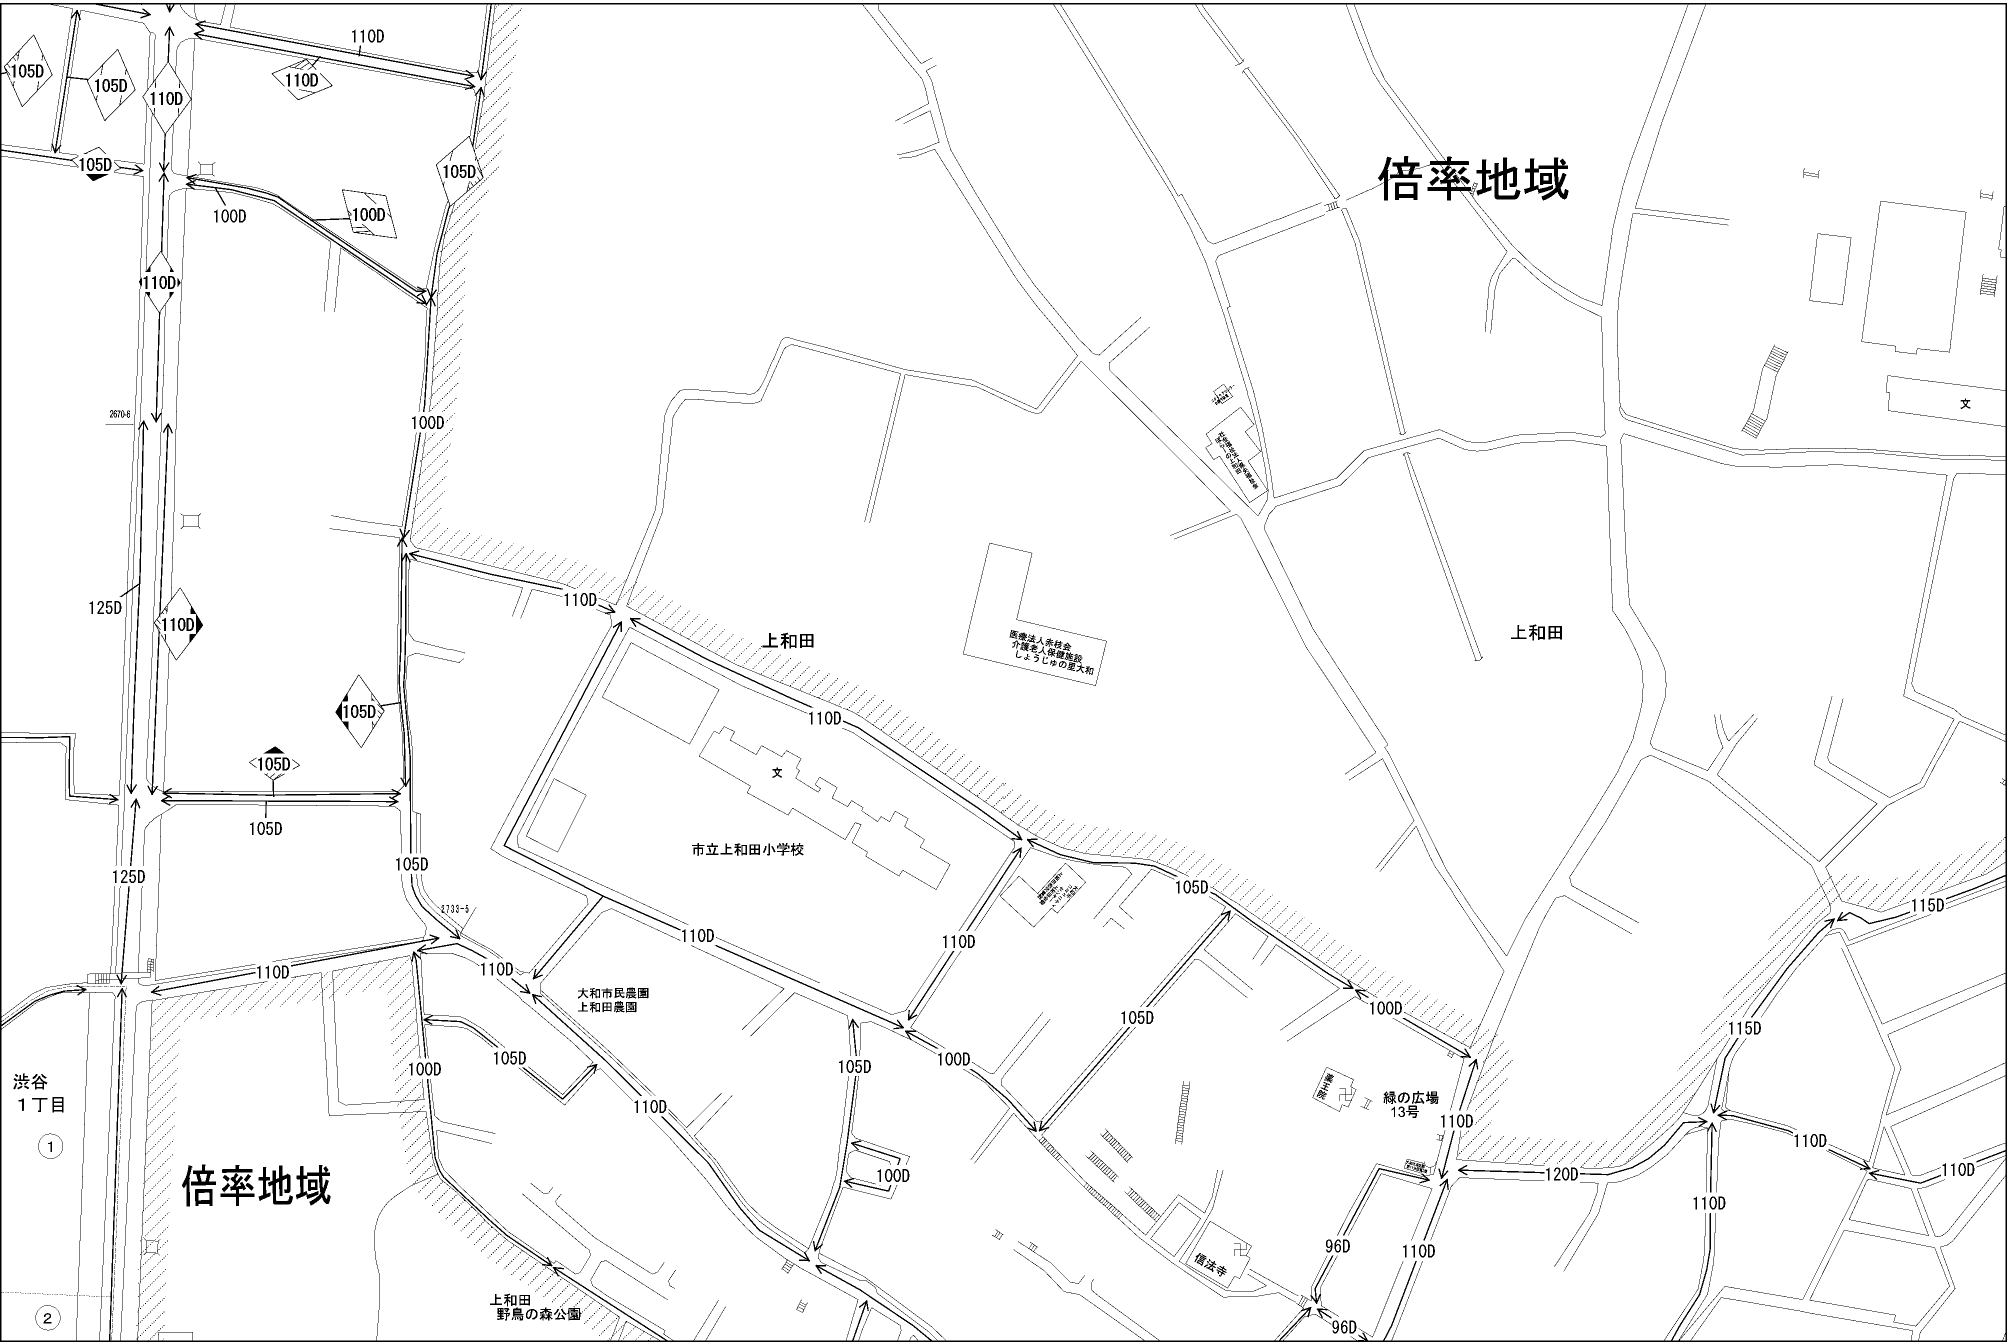 110D
105D
105D
110D
110D
倍率地域
105D
105D
100D
100D
110D
2670-6
100D
文
125D
110D
110D
上和田
上和田
医療法人赤枝会
介護老人保健施設
しょうじゅの里大和
105D
110D
105D
105D
文
市立上和田小学校
105D
125D
105D
2733-5
115D
110D
110D
110D
110D
大和市民農園
上和田農園
105D
100D
115D
100D
105D
105D
100D
渋谷
1丁目
110D
薬王院
緑の広場
13号
110D
1
110D
110D
倍率地域
100D
120D
110D
96D
110D
信法寺
上和田
野鳥の森公園
2
96D